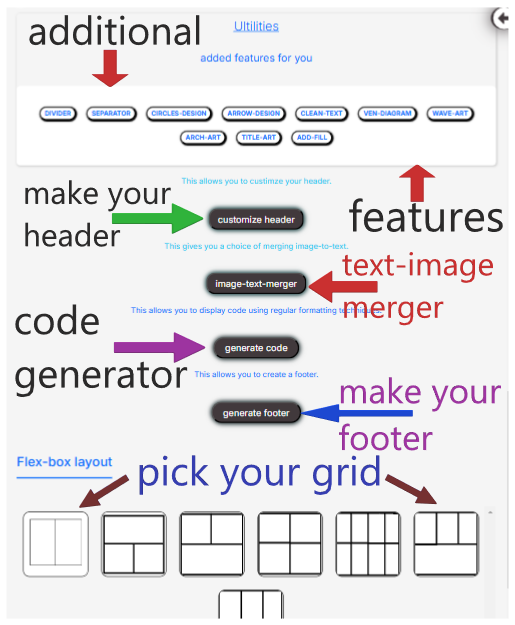 additional
Ultilities
added features for you
DIVIDER SEPARATOR CIRCLES-DESIGN ARROW-DESIGN CLEAN-TEXT VEN-DIAGRAM WAVE-ART
ARCH-ART TITLE-ART ADD-FILL
features
This allows you to custimze your header.
make your
header
customize header
This gives you a choice of merging image-to-text.
image-text-merger
text-image
merger
This allows you to display code using regular formatting techniques.
code
generator
generate code
This allows you to create a footer.
generate footer
make your
footer
Flex-box layout
pick your grid